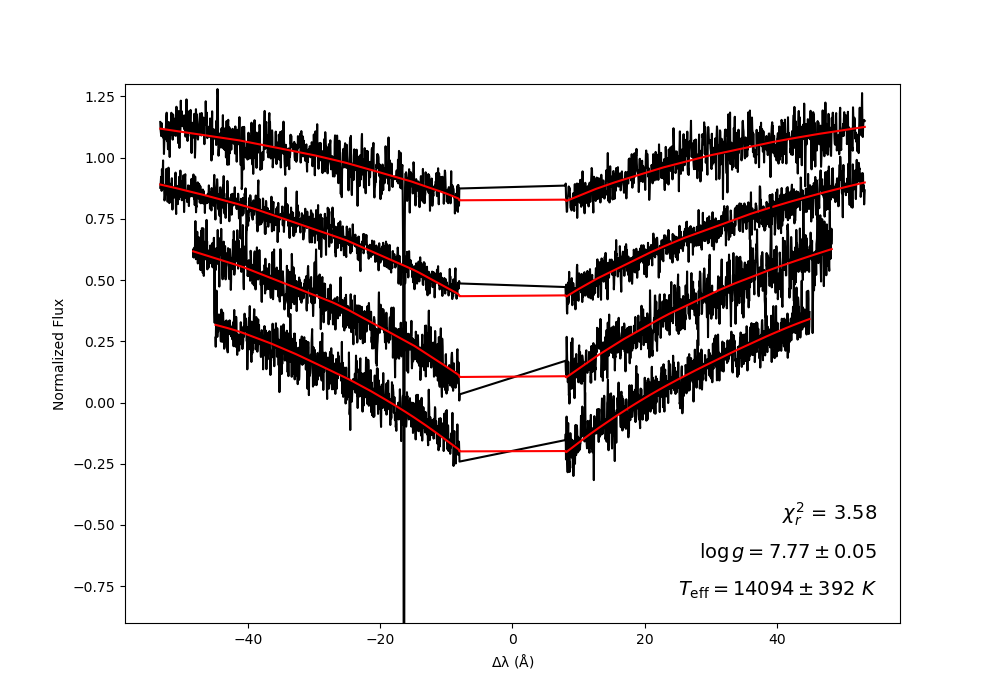 1.25
1.00
0.75
0.50
0.25
0.00
−0.25
−0.50
−0.75
Normalized Flux
χ²ᵣ = 3.58
log g = 7.77 ± 0.05
T_eff = 14094 ± 392 K
−40 −20 0 20 40
Δλ (Å)